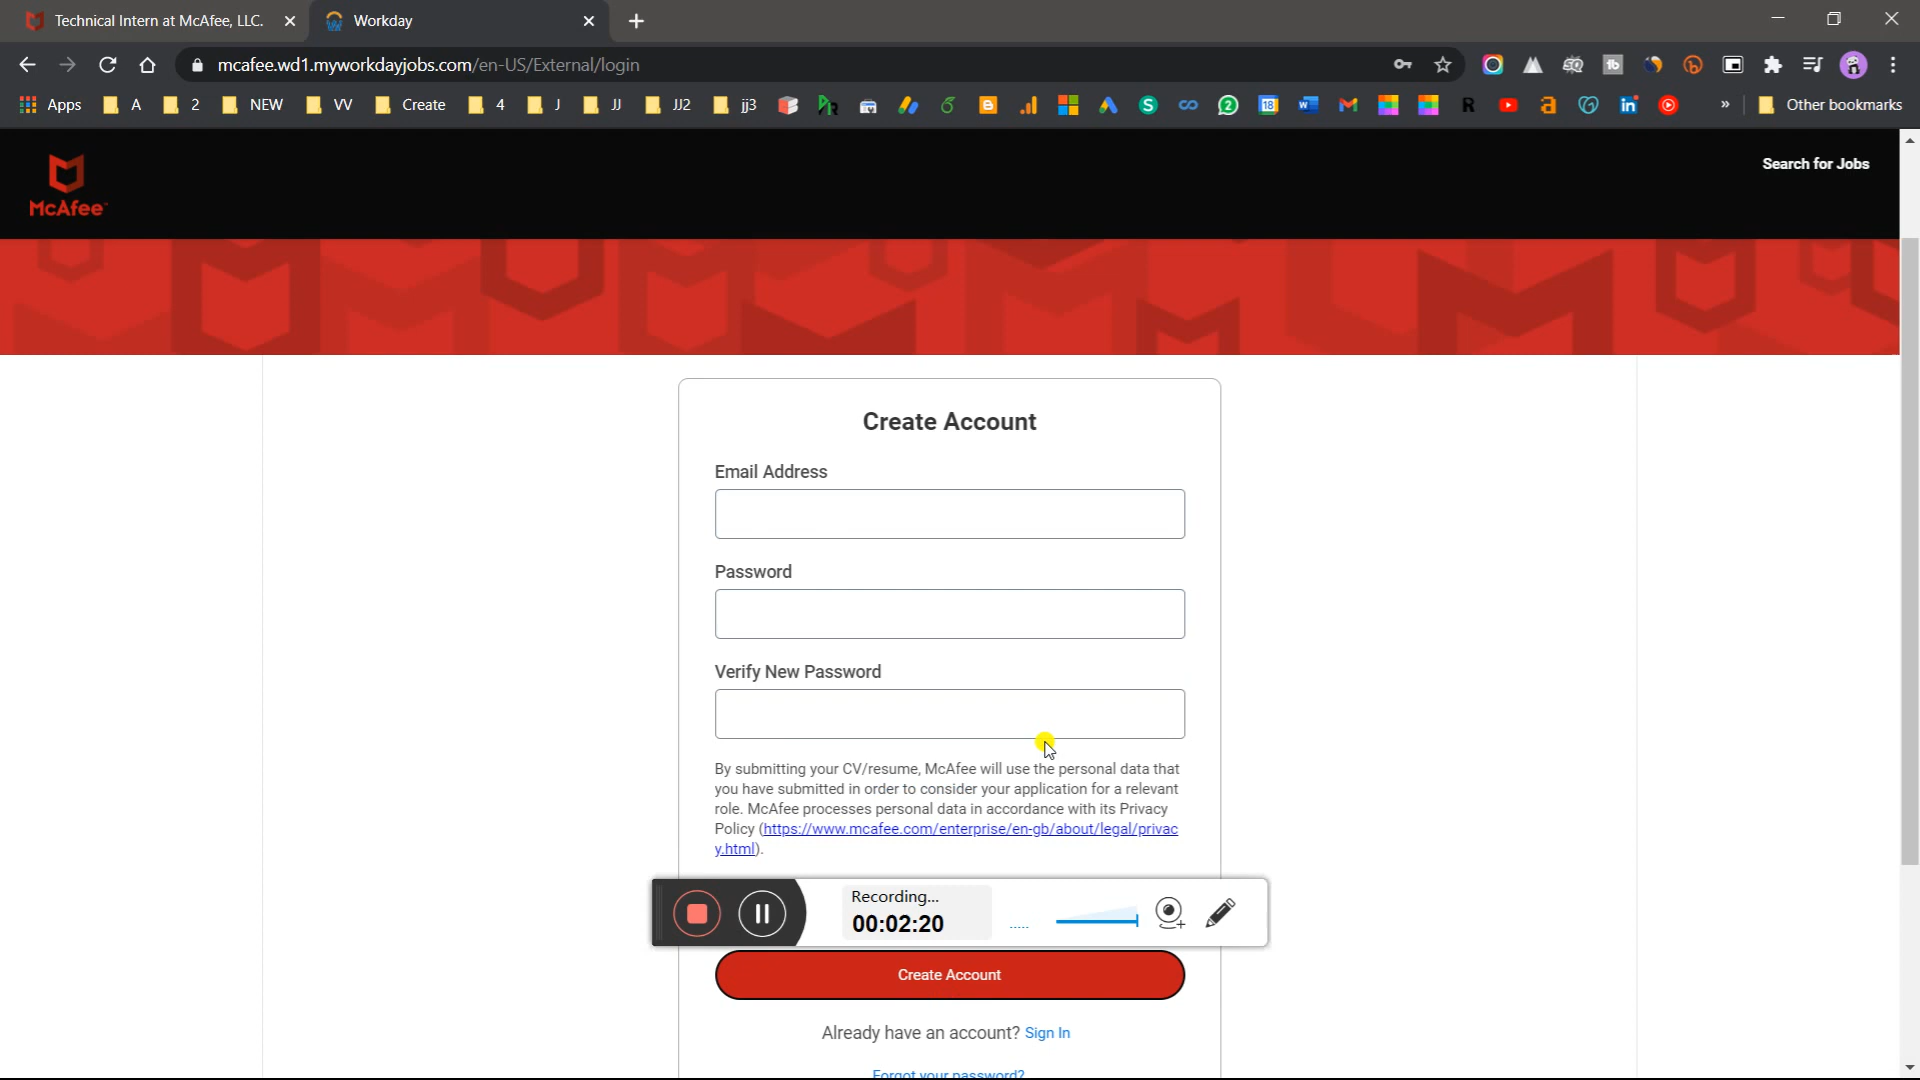 Technical Intern at McAfee, LLC.
Workday
mcafee.wd1.myworkdayjobs.com/en-US/External/login
Apps A 2 NEW VV Create 4 J JJ JJ2 jj3 » Other bookmarks
McAfee
Search for Jobs
Create Account
Email Address
Password
Verify New Password
By submitting your CV/resume, McAfee will use the personal data that
you have submitted in order to consider your application for a relevant
role. McAfee processes personal data in accordance with its Privacy
Policy (https://www.mcafee.com/enterprise/en-gb/about/legal/privac
y.html).
Recording...
00:02:20
Create Account
Already have an account? Sign In
Forgot your password?